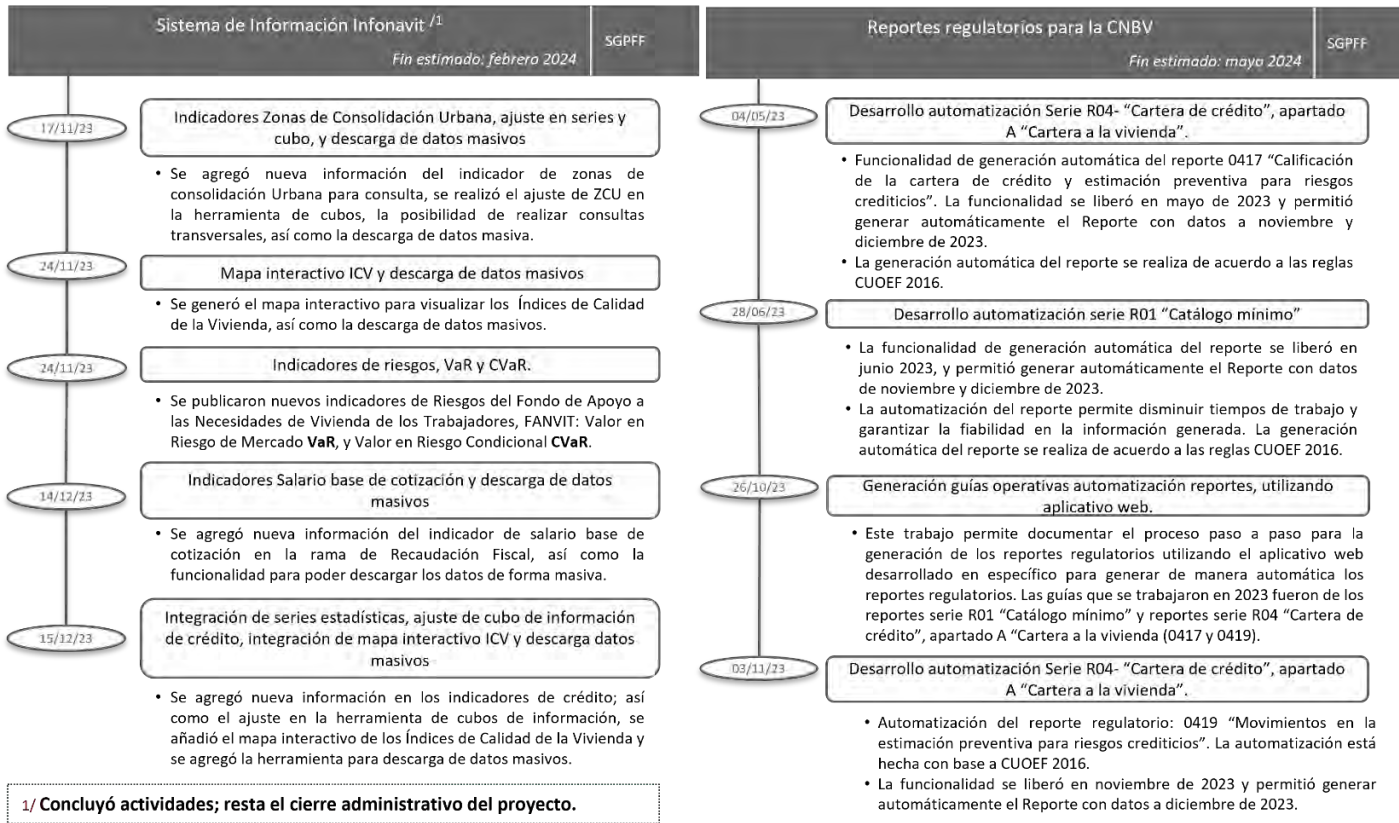 Sistema de Información Infonavit /1
SGPFF
Fin estimado: febrero 2024
17/11/23
Indicadores Zonas de Consolidación Urbana, ajuste en series y
cubo, y descarga de datos masivos
• Se agregó nueva información del indicador de zonas de
consolidación Urbana para consulta, se realizó el ajuste de ZCU en
la herramienta de cubos, la posibilidad de realizar consultas
transversales, así como la descarga de datos masiva.
24/11/23
Mapa interactivo ICV y descarga de datos masivos
• Se generó el mapa interactivo para visualizar los Índices de Calidad
de la Vivienda, así como la descarga de datos masivos.
24/11/23
Indicadores de riesgos, VaR y CVaR.
• Se publicaron nuevos indicadores de Riesgos del Fondo de Apoyo a
las Necesidades de Vivienda de los Trabajadores, FANVIT: Valor en
Riesgo de Mercado VaR, y Valor en Riesgo Condicional CVaR.
14/12/23
Indicadores Salario base de cotización y descarga de datos
masivos
• Se agregó nueva información del indicador de salario base de
cotización en la rama de Recaudación Fiscal, así como la
funcionalidad para poder descargar los datos de forma masiva.
15/12/23
Integración de series estadísticas, ajuste de cubo de información
de crédito, integración de mapa interactivo ICV y descarga datos
masivos
• Se agregó nueva información en los indicadores de crédito; así
como el ajuste en la herramienta de cubos de información, se
añadió el mapa interactivo de los Índices de Calidad de la Vivienda y
se agregó la herramienta para descarga de datos masivos.
1/ Concluyó actividades; resta el cierre administrativo del proyecto.
Reportes regulatorios para la CNBV
SGPFF
Fin estimado: mayo 2024
04/05/23
Desarrollo automatización Serie R04- "Cartera de crédito", apartado
A "Cartera a la vivienda".
• Funcionalidad de generación automática del reporte 0417 "Calificación
de la cartera de crédito y estimación preventiva para riesgos
crediticios". La funcionalidad se liberó en mayo de 2023 y permitió
generar automáticamente el Reporte con datos a noviembre y
diciembre de 2023.
• La generación automática del reporte se realiza de acuerdo a las reglas
CUOEF 2016.
28/06/23
Desarrollo automatización serie R01 "Catálogo mínimo"
• La funcionalidad de generación automática del reporte se liberó en
junio 2023, y permitió generar automáticamente el Reporte con datos
de noviembre y diciembre de 2023.
• La automatización del reporte permite disminuir tiempos de trabajo y
garantizar la fiabilidad en la información generada. La generación
automática del reporte se realiza de acuerdo a las reglas CUOEF 2016.
26/10/23
Generación guías operativas automatización reportes, utilizando
aplicativo web.
• Este trabajo permite documentar el proceso paso a paso para la
generación de los reportes regulatorios utilizando el aplicativo web
desarrollado en específico para generar de manera automática los
reportes regulatorios. Las guías que se trabajaron en 2023 fueron de los
reportes serie R01 "Catálogo mínimo" y reportes serie R04 "Cartera de
crédito", apartado A "Cartera a la vivienda (0417 y 0419).
03/11/23
Desarrollo automatización Serie R04- "Cartera de crédito", apartado
A "Cartera a la vivienda".
• Automatización del reporte regulatorio: 0419 "Movimientos en la
estimación preventiva para riesgos crediticios". La automatización está
hecha con base a CUOEF 2016.
• La funcionalidad se liberó en noviembre de 2023 y permitió generar
automáticamente el Reporte con datos a diciembre de 2023.